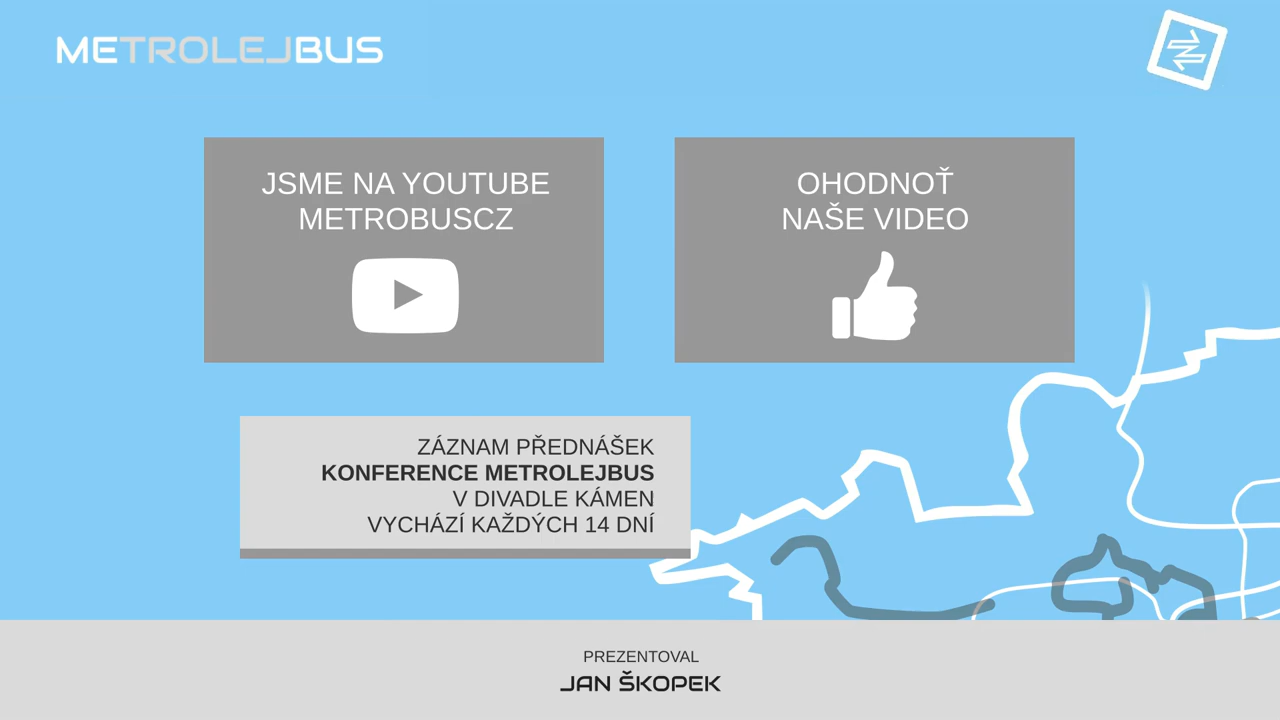 METROLEJBUS
JSME NA YOUTUBE
METROBUSCZ
OHODNOŤ
NAŠE VIDEO
ZÁZNAM PŘEDNÁŠEK
KONFERENCE METROLEJBUS
V DIVADLE KÁMEN
VYCHÁZÍ KAŽDÝCH 14 DNÍ
PREZENTOVAL
JAN ŠKOPEK